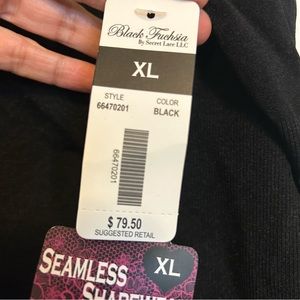 Black Fuchsia
By Secret Lace LLC
XL
STYLE COLOR
66470201 BLACK
66470201
$ 79.50
SUGGESTED RETAIL
SEAMLESS XL